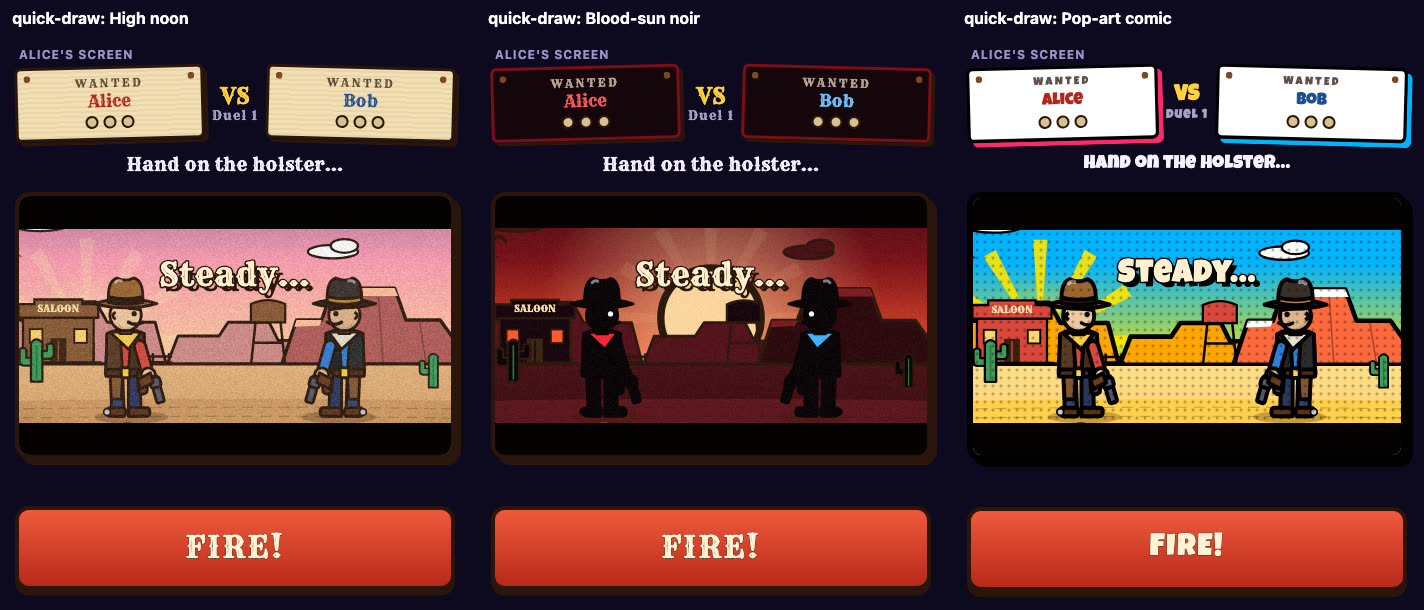 quick-draw: High noon
ALICE'S SCREEN
WANTED
Alice
VS
Duel 1
WANTED
Bob
Hand on the holster...
Steady...
SALOON
FIRE!
quick-draw: Blood-sun noir
ALICE'S SCREEN
WANTED
Alice
VS
Duel 1
WANTED
Bob
Hand on the holster...
Steady...
SALOON
FIRE!
quick-draw: Pop-art comic
ALICE'S SCREEN
WANTED
Alice
VS
Duel 1
WANTED
Bob
Hand on the holster...
Steady...
SALOON
FIRE!